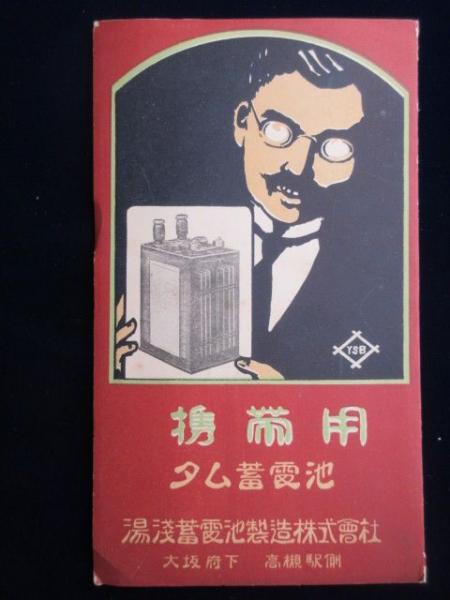 YSB
携帯用
タム蓄電池
湯淺蓄電池製造株式會社
大坂府下 高槻駅側